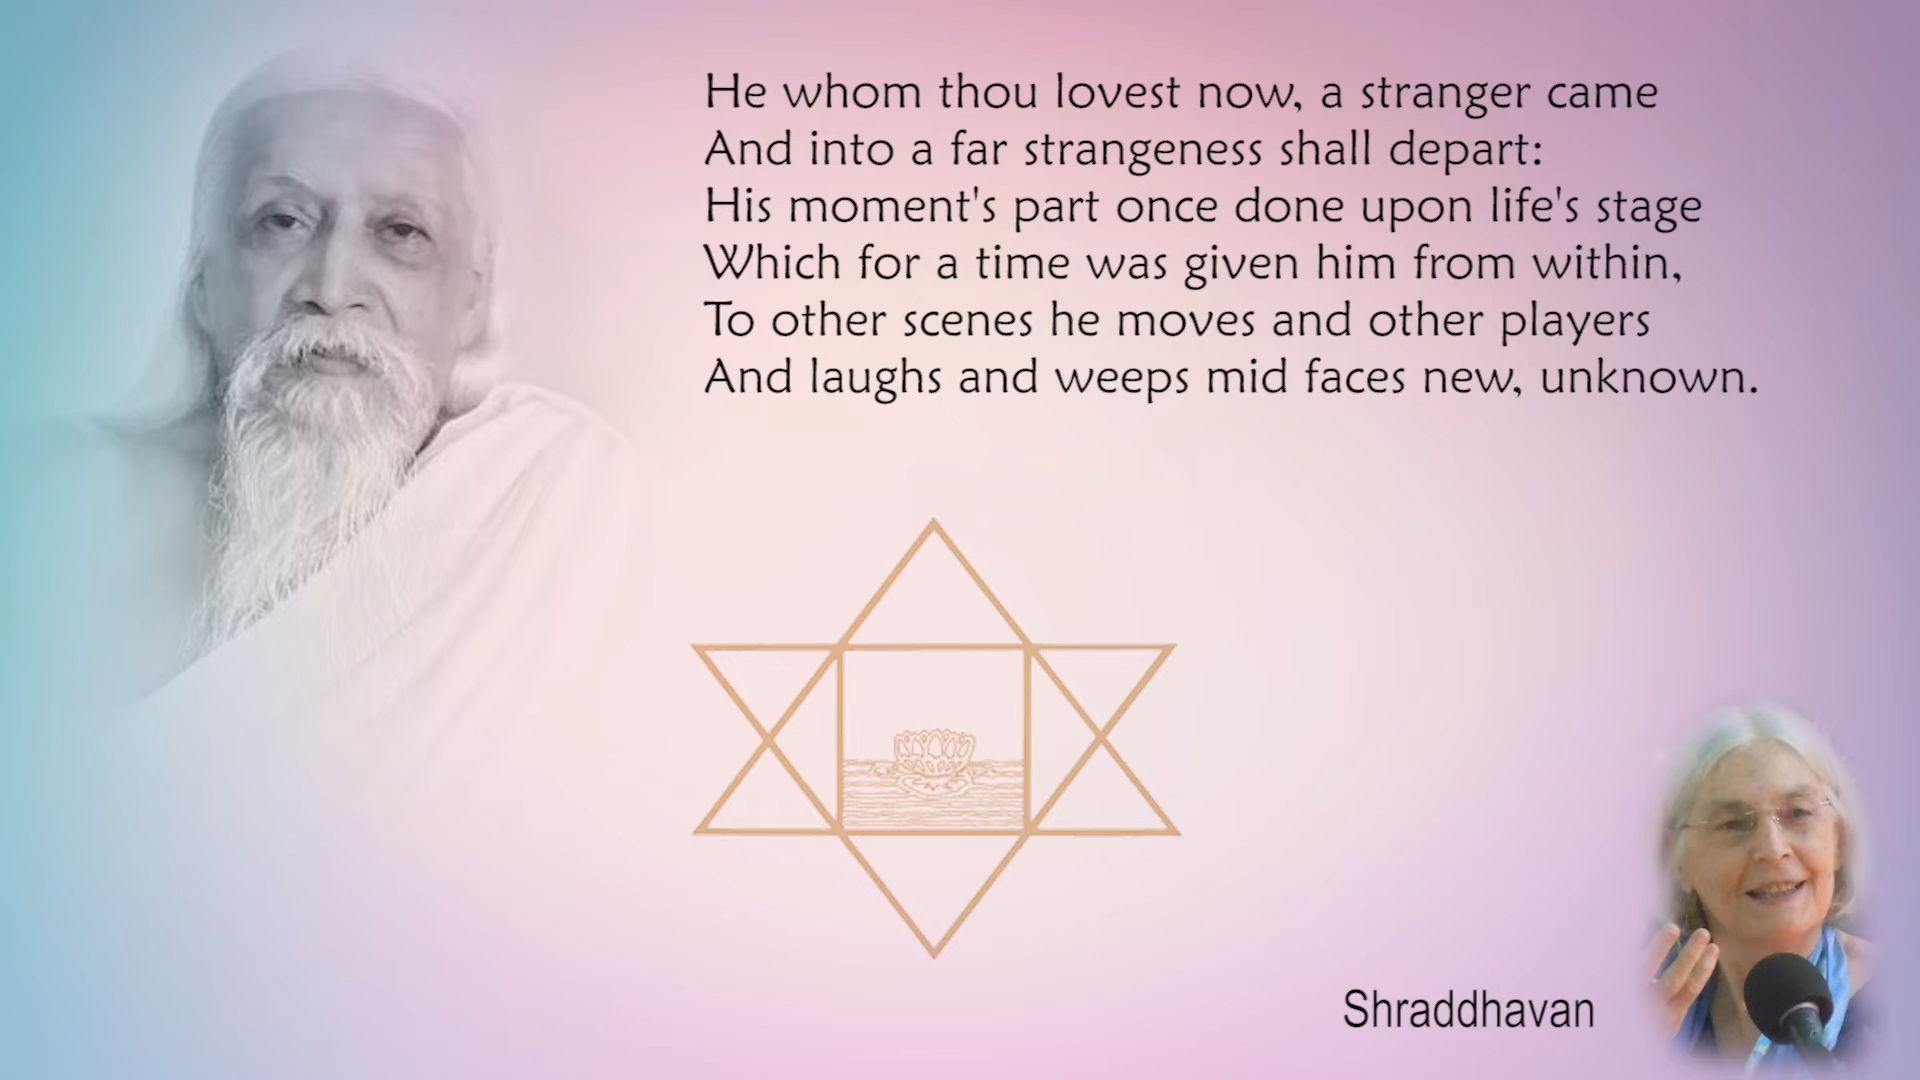 He whom thou lovest now, a stranger came
And into a far strangeness shall depart:
His moment's part once done upon life's stage
Which for a time was given him from within,
To other scenes he moves and other players
And laughs and weeps mid faces new, unknown.
Shraddhavan